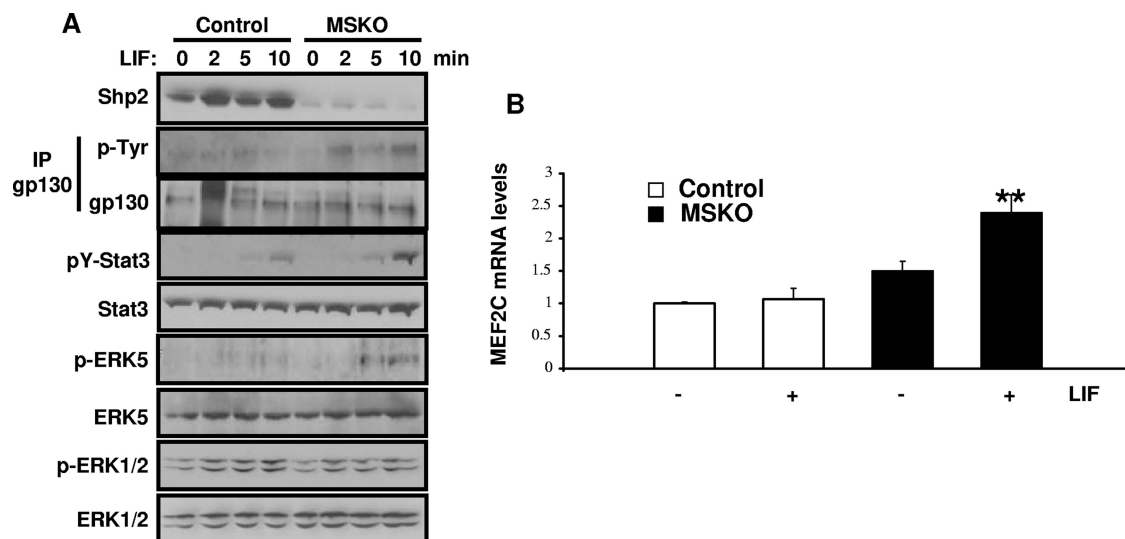 A
Control MSKO
LIF: 0 2 5 10 0 2 5 10 min
Shp2
IP gp130
p-Tyr
gp130
pY-Stat3
Stat3
p-ERK5
ERK5
p-ERK1/2
ERK1/2
B
MEF2C mRNA levels
3
2.5
2
1.5
1
0.5
0
Control
MSKO
**
- + - + LIF